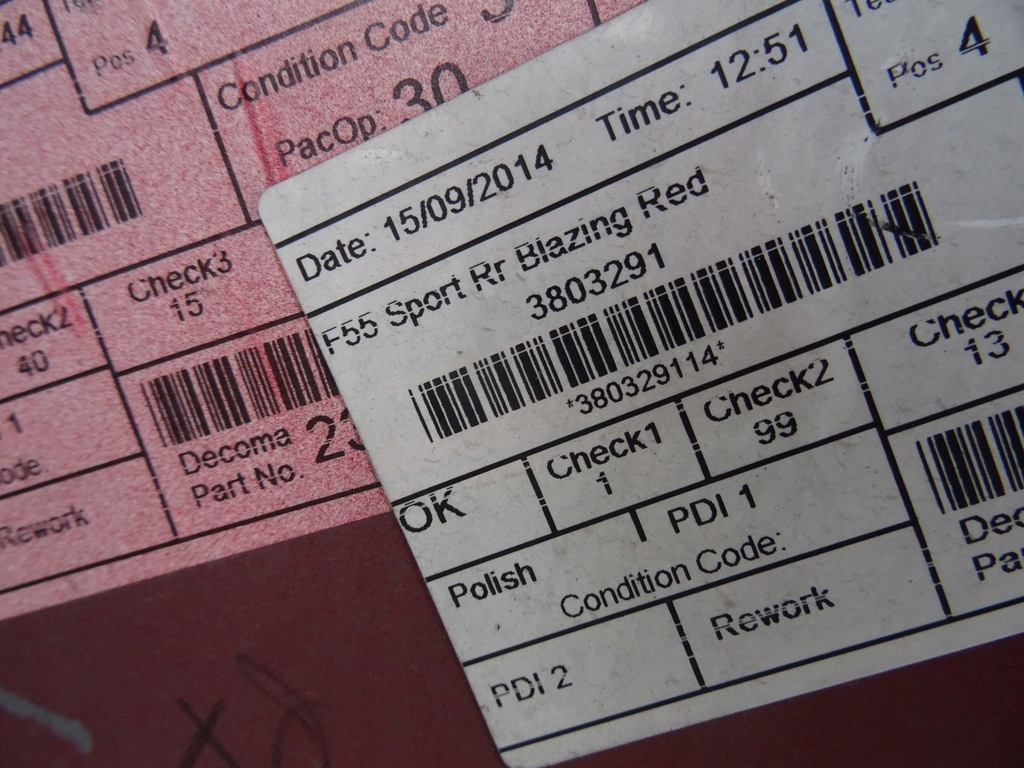 44
Pos 4
Condition Code
PacOp: 30
Check3
15
40
1
Decoma
Part No.
Rework
Time: 12:51
Pos 4
Date: 15/09/2014
F55 Sport Rr Blazing Red
3803291
*380329114*
OK
Check1
1
Check2
99
Check
13
Polish
PDI 1
Condition Code:
PDI 2
Rework